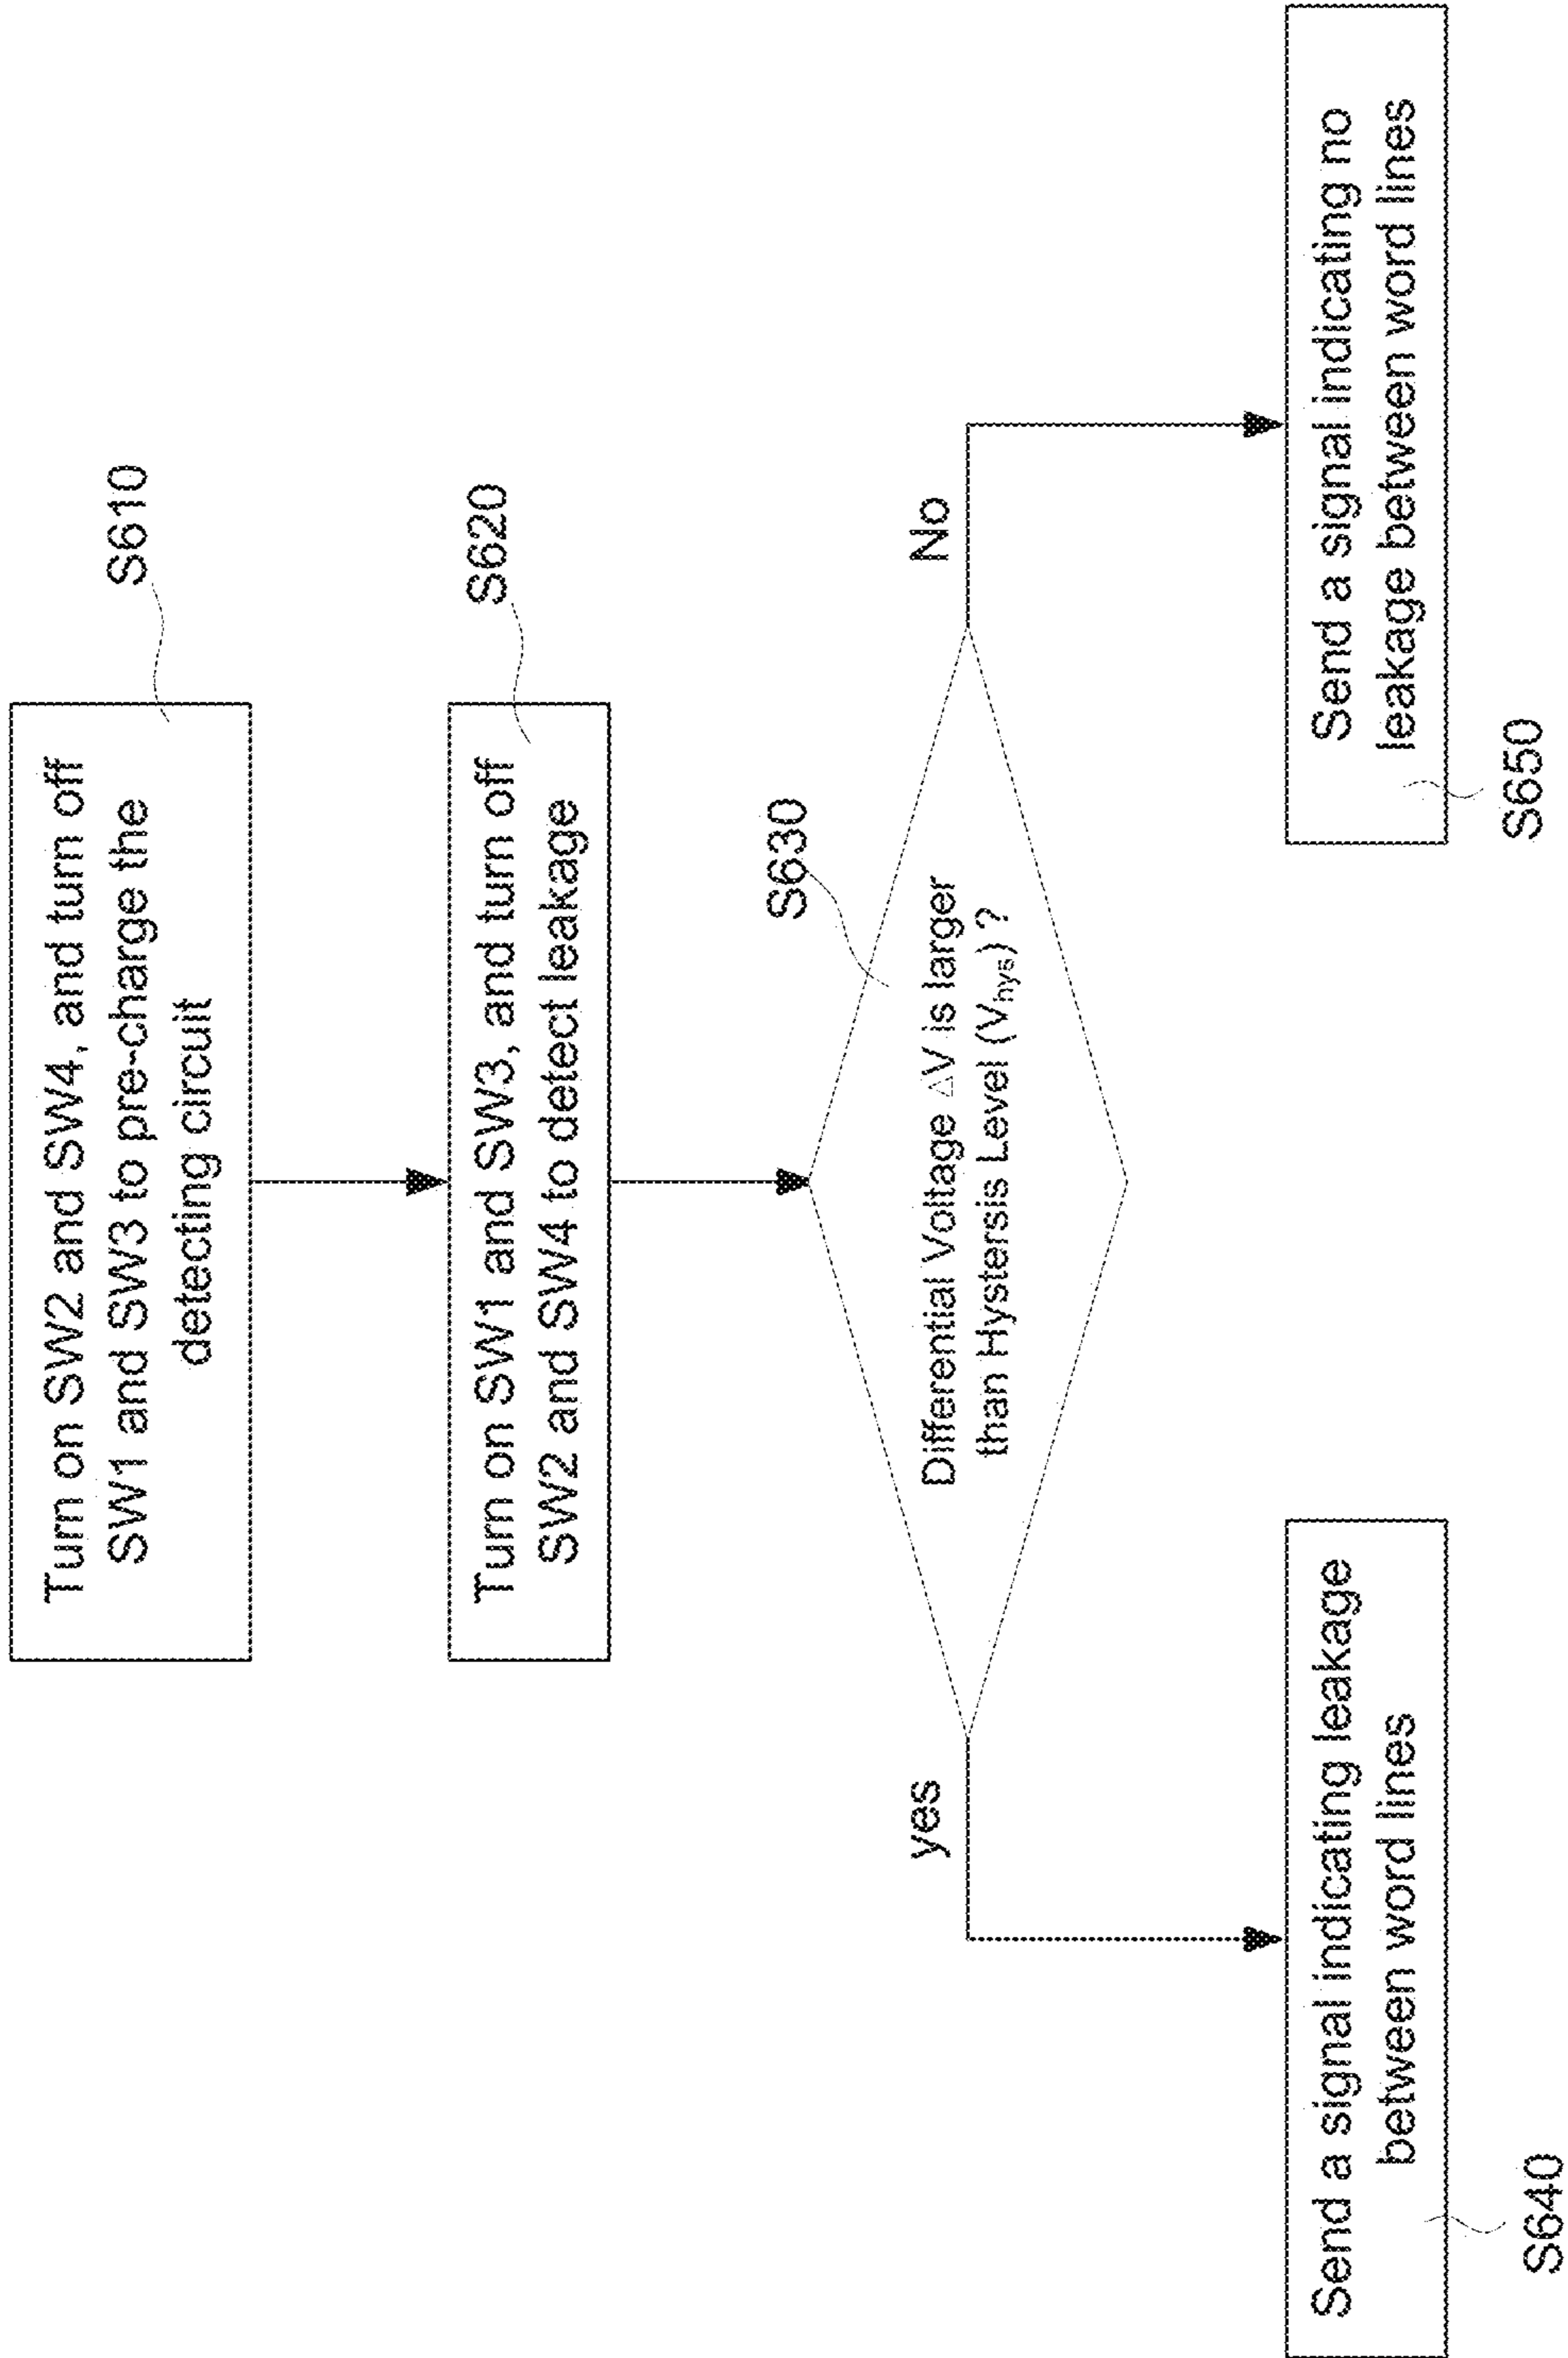 Turn on SW2 and SW4, and turn off
SW1 and SW3 to pre-charge the
detecting circuit
S610
Turn on SW1 and SW3, and turn off
SW2 and SW4 to detect leakage
S620
Differential Voltage △V is larger
than Hystersis Level (Vhys) ?
S630
yes
No
Send a signal indicating leakage
between word lines
S640
Send a signal indicating no
leakage between word lines
S650